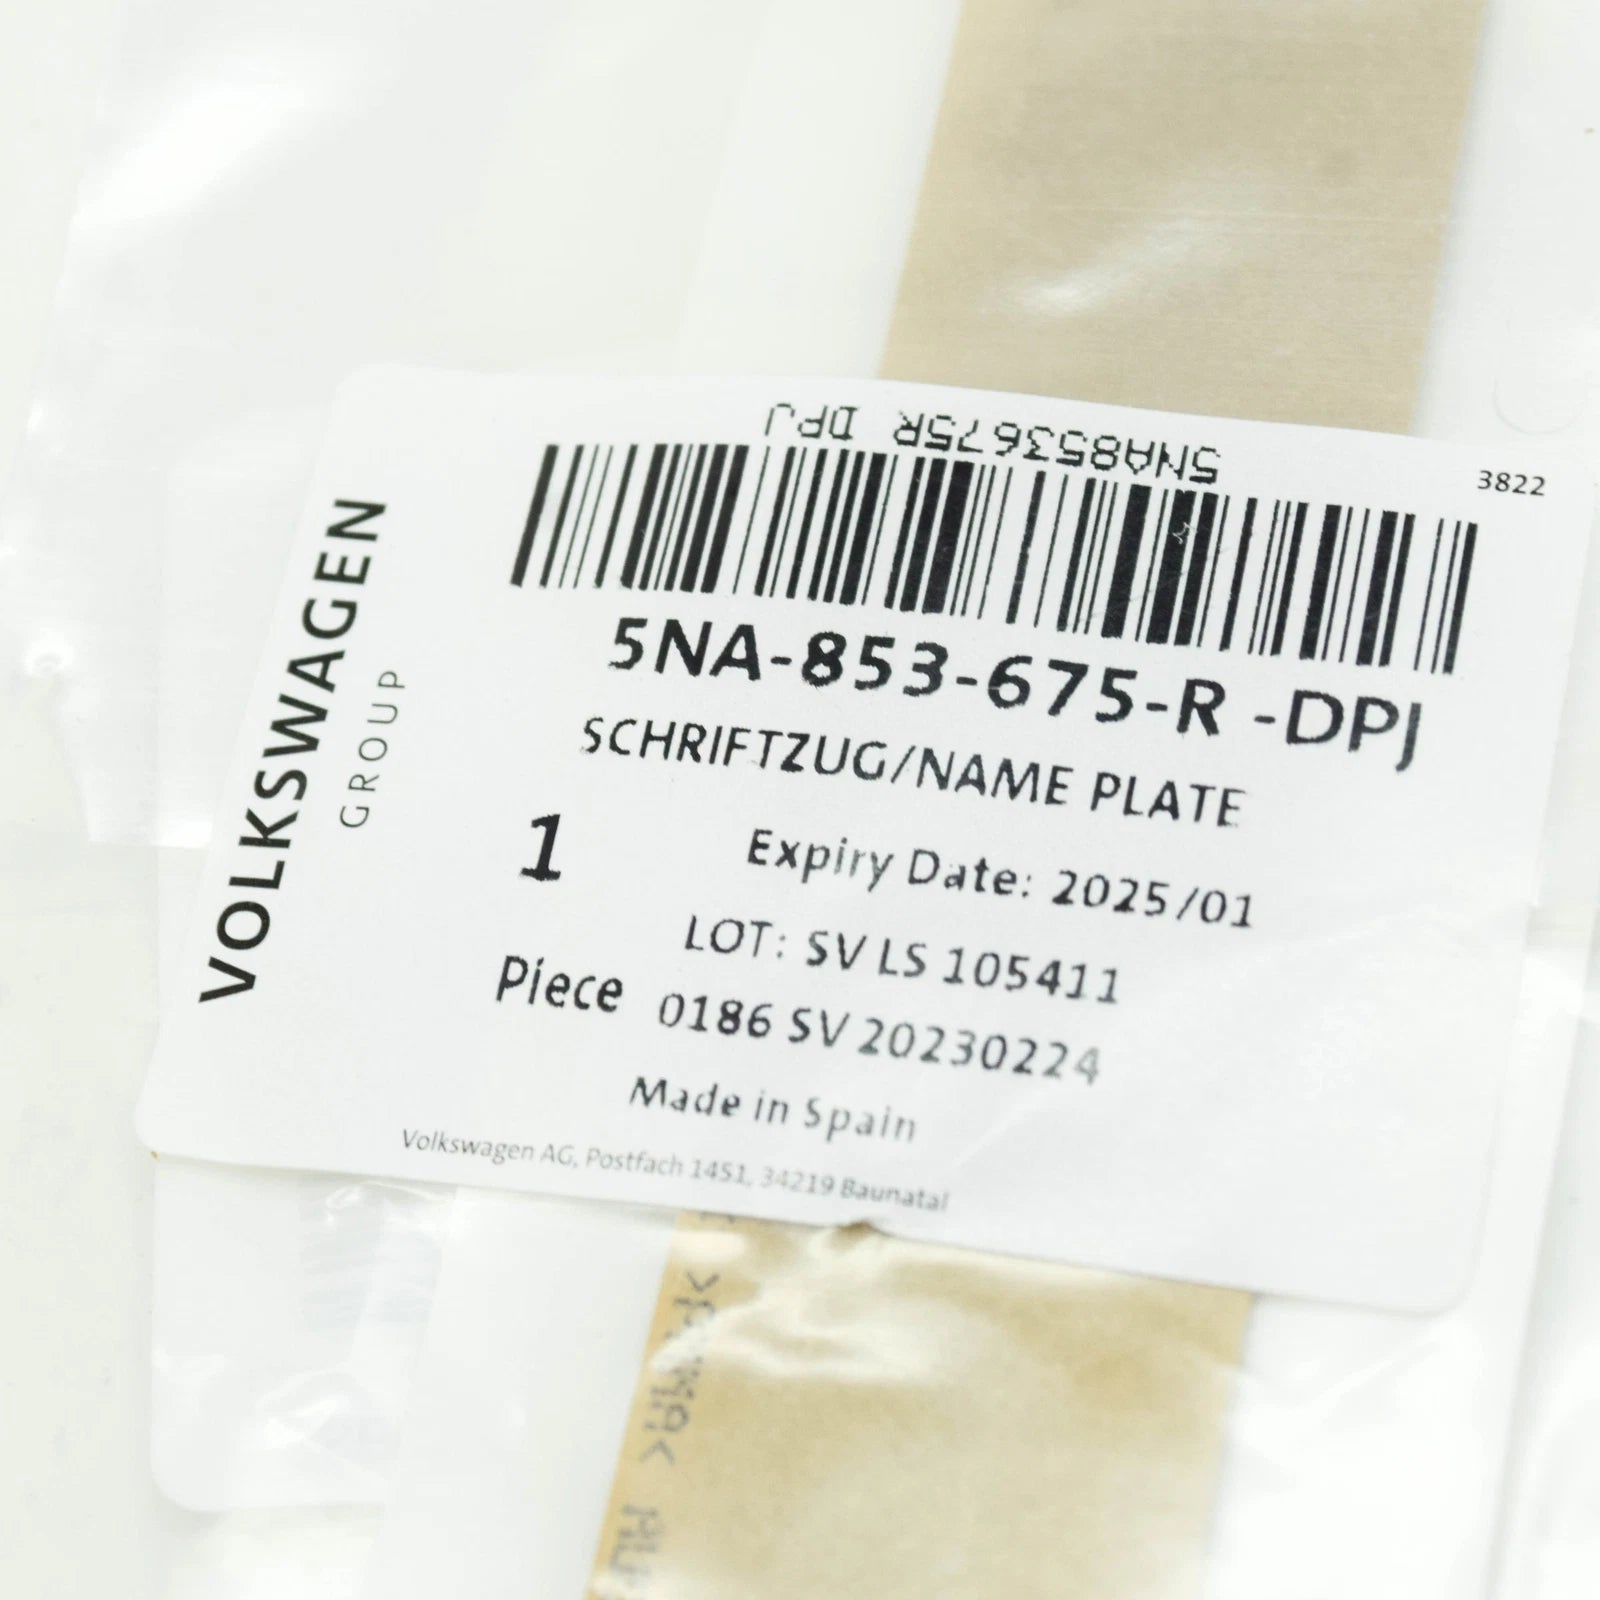 5NA853675R DPJ
3822
VOLKSWAGEN
GROUP
5NA-853-675-R -DPJ
SCHRIFTZUG/NAME PLATE
1
Expiry Date: 2025/01
LOT: SV LS 105411
Piece
0186 SV 20230224
Made in Spain
Volkswagen AG, Postfach 1451, 34219 Baunatal